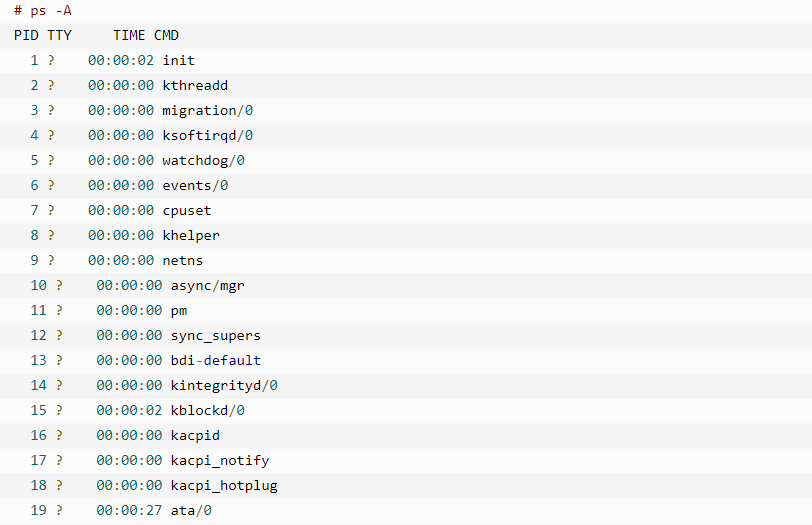 # ps -A
PID TTY     TIME CMD
  1 ?    00:00:02 init
  2 ?    00:00:00 kthreadd
  3 ?    00:00:00 migration/0
  4 ?    00:00:00 ksoftirqd/0
  5 ?    00:00:00 watchdog/0
  6 ?    00:00:00 events/0
  7 ?    00:00:00 cpuset
  8 ?    00:00:00 khelper
  9 ?    00:00:00 netns
  10 ?    00:00:00 async/mgr
  11 ?    00:00:00 pm
  12 ?    00:00:00 sync_supers
  13 ?    00:00:00 bdi-default
  14 ?    00:00:00 kintegrityd/0
  15 ?    00:00:02 kblockd/0
  16 ?    00:00:00 kacpid
  17 ?    00:00:00 kacpi_notify
  18 ?    00:00:00 kacpi_hotplug
  19 ?    00:00:27 ata/0